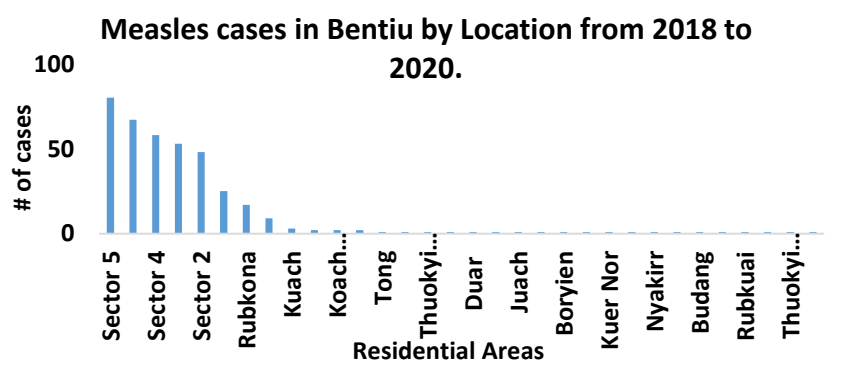 Measles cases in Bentiu by Location from 2018 to
2020.
100
50
0
# of cases
Sector 5
Sector 4
Sector 2
Rubkona
Kuach
Koach…
Tong
Thuokyi…
Duar
Juach
Boryien
Kuer Nor
Nyakirr
Budang
Rubkuai
Thuokyi…
Residential Areas